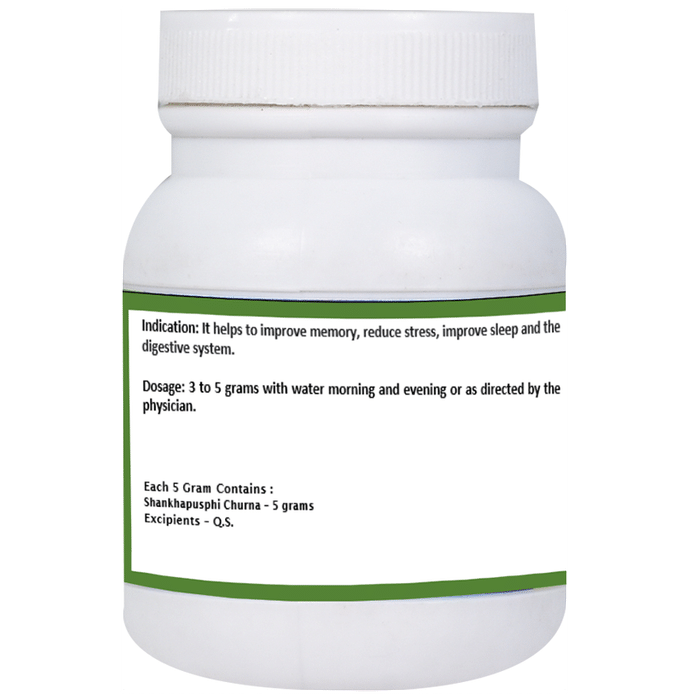 Indication: It helps to improve memory, reduce stress, improve sleep and the
digestive system.
Dosage: 3 to 5 grams with water morning and evening or as directed by the
physician.
Each 5 Gram Contains :
Shankhapusphi Churna - 5 grams
Excipients - Q.S.